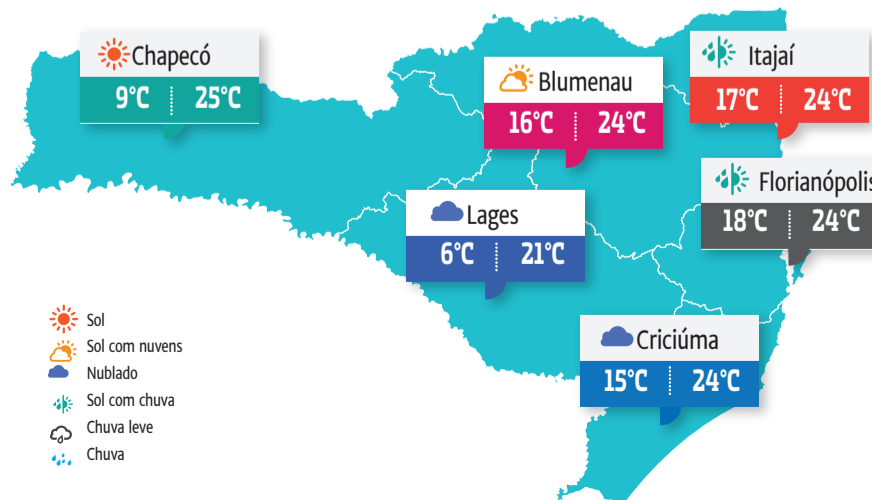 Chapecó
9°C 25°C
Blumenau
16°C 24°C
Itajaí
17°C 24°C
Florianópolis
18°C 24°C
Lages
6°C 21°C
Criciúma
15°C 24°C
Sol
Sol com nuvens
Nublado
Sol com chuva
Chuva leve
Chuva